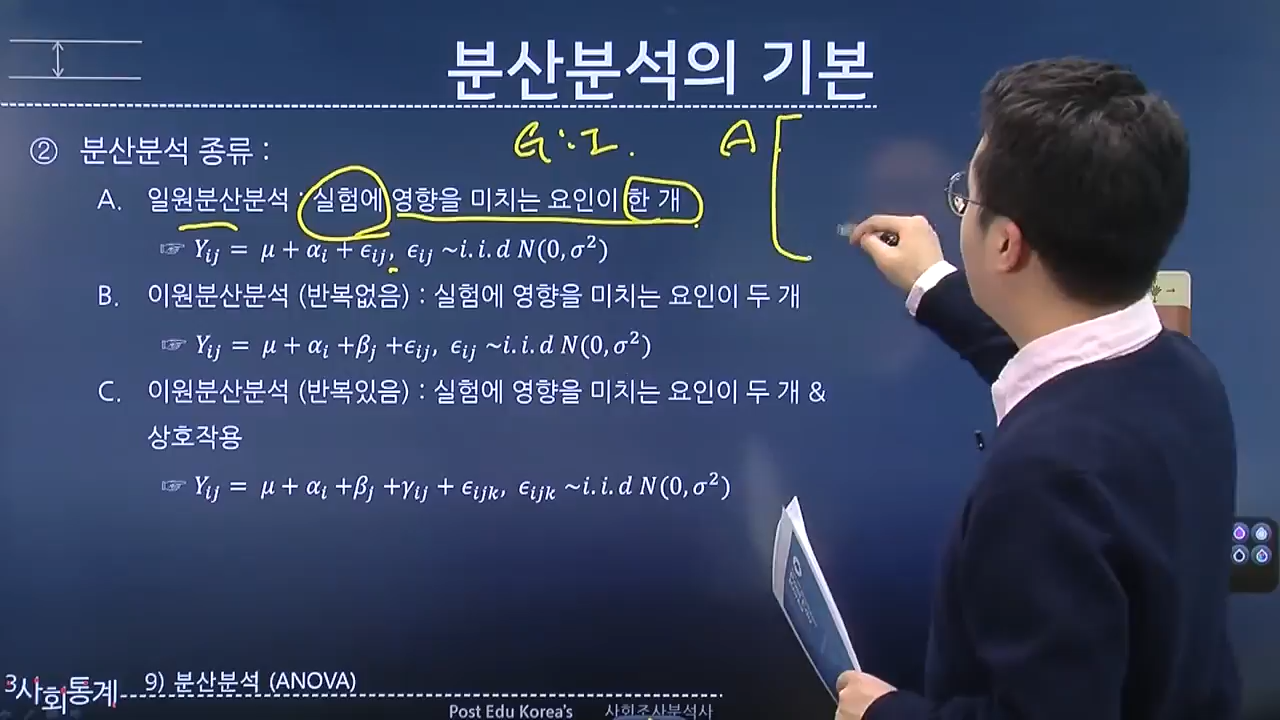 분산분석의 기본
② 분산분석 종류 :
G : I .
A [
A. 일원분산분석 : 실험에 영향을 미치는 요인이 한 개
☞ Yᵢⱼ = μ + αᵢ + ϵᵢⱼ, ϵᵢⱼ ~i.i.d N(0, σ²)
B. 이원분산분석 (반복없음) : 실험에 영향을 미치는 요인이 두 개
☞ Yᵢⱼ = μ + αᵢ +βⱼ +ϵᵢⱼ, ϵᵢⱼ ~i.i.d N(0, σ²)
C. 이원분산분석 (반복있음) : 실험에 영향을 미치는 요인이 두 개 &
상호작용
☞ Yᵢⱼ = μ + αᵢ +βⱼ +γᵢⱼ + ϵᵢⱼₖ, ϵᵢⱼₖ ~i.i.d N(0, σ²)
3사회통계
9) 분산분석 (ANOVA)
Post Edu Korea's 사회조사분석사